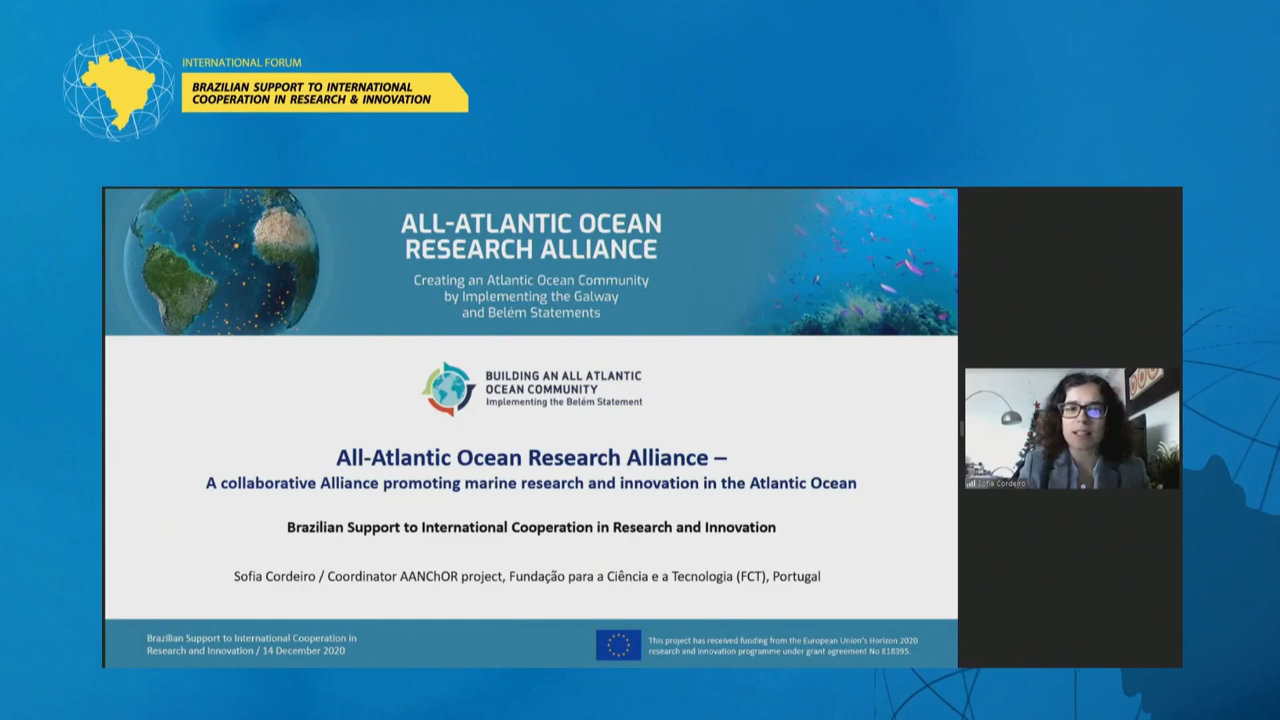 INTERNATIONAL FORUM
BRAZILIAN SUPPORT TO INTERNATIONAL
COOPERATION IN RESEARCH & INNOVATION
ALL-ATLANTIC OCEAN
RESEARCH ALLIANCE
Creating an Atlantic Ocean Community
by Implementing the Galway
and Belém Statements
BUILDING AN ALL ATLANTIC
OCEAN COMMUNITY
Implementing the Belém Statement
All-Atlantic Ocean Research Alliance –
A collaborative Alliance promoting marine research and innovation in the Atlantic Ocean
Brazilian Support to International Cooperation in Research and Innovation
Sofia Cordeiro / Coordinator AANChOR project, Fundação para a Ciência e a Tecnologia (FCT), Portugal
Sofia Cordeiro
Brazilian Support to International Cooperation in
Research and Innovation / 14 December 2020
This project has received funding from the European Union's Horizon 2020
research and innovation programme under grant agreement No 818395.